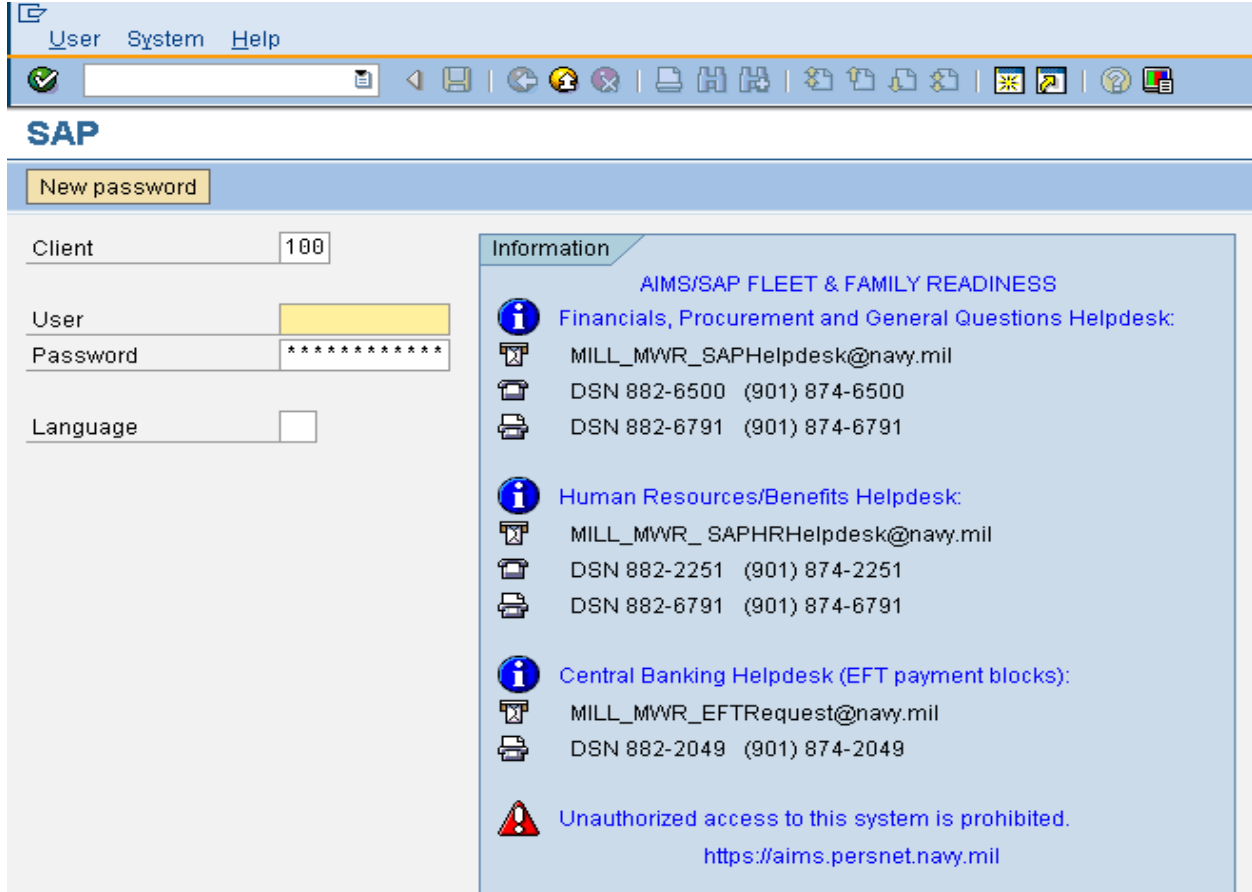 User System Help
SAP
New password
Client 100
User
Password ************
Language
Information
AIMS/SAP FLEET & FAMILY READINESS
Financials, Procurement and General Questions Helpdesk:
MILL_MWR_SAPHelpdesk@navy.mil
DSN 882-6500 (901) 874-6500
DSN 882-6791 (901) 874-6791
Human Resources/Benefits Helpdesk:
MILL_MWR_ SAPHRHelpdesk@navy.mil
DSN 882-2251 (901) 874-2251
DSN 882-6791 (901) 874-6791
Central Banking Helpdesk (EFT payment blocks):
MILL_MWR_EFTRequest@navy.mil
DSN 882-2049 (901) 874-2049
Unauthorized access to this system is prohibited.
https://aims.persnet.navy.mil